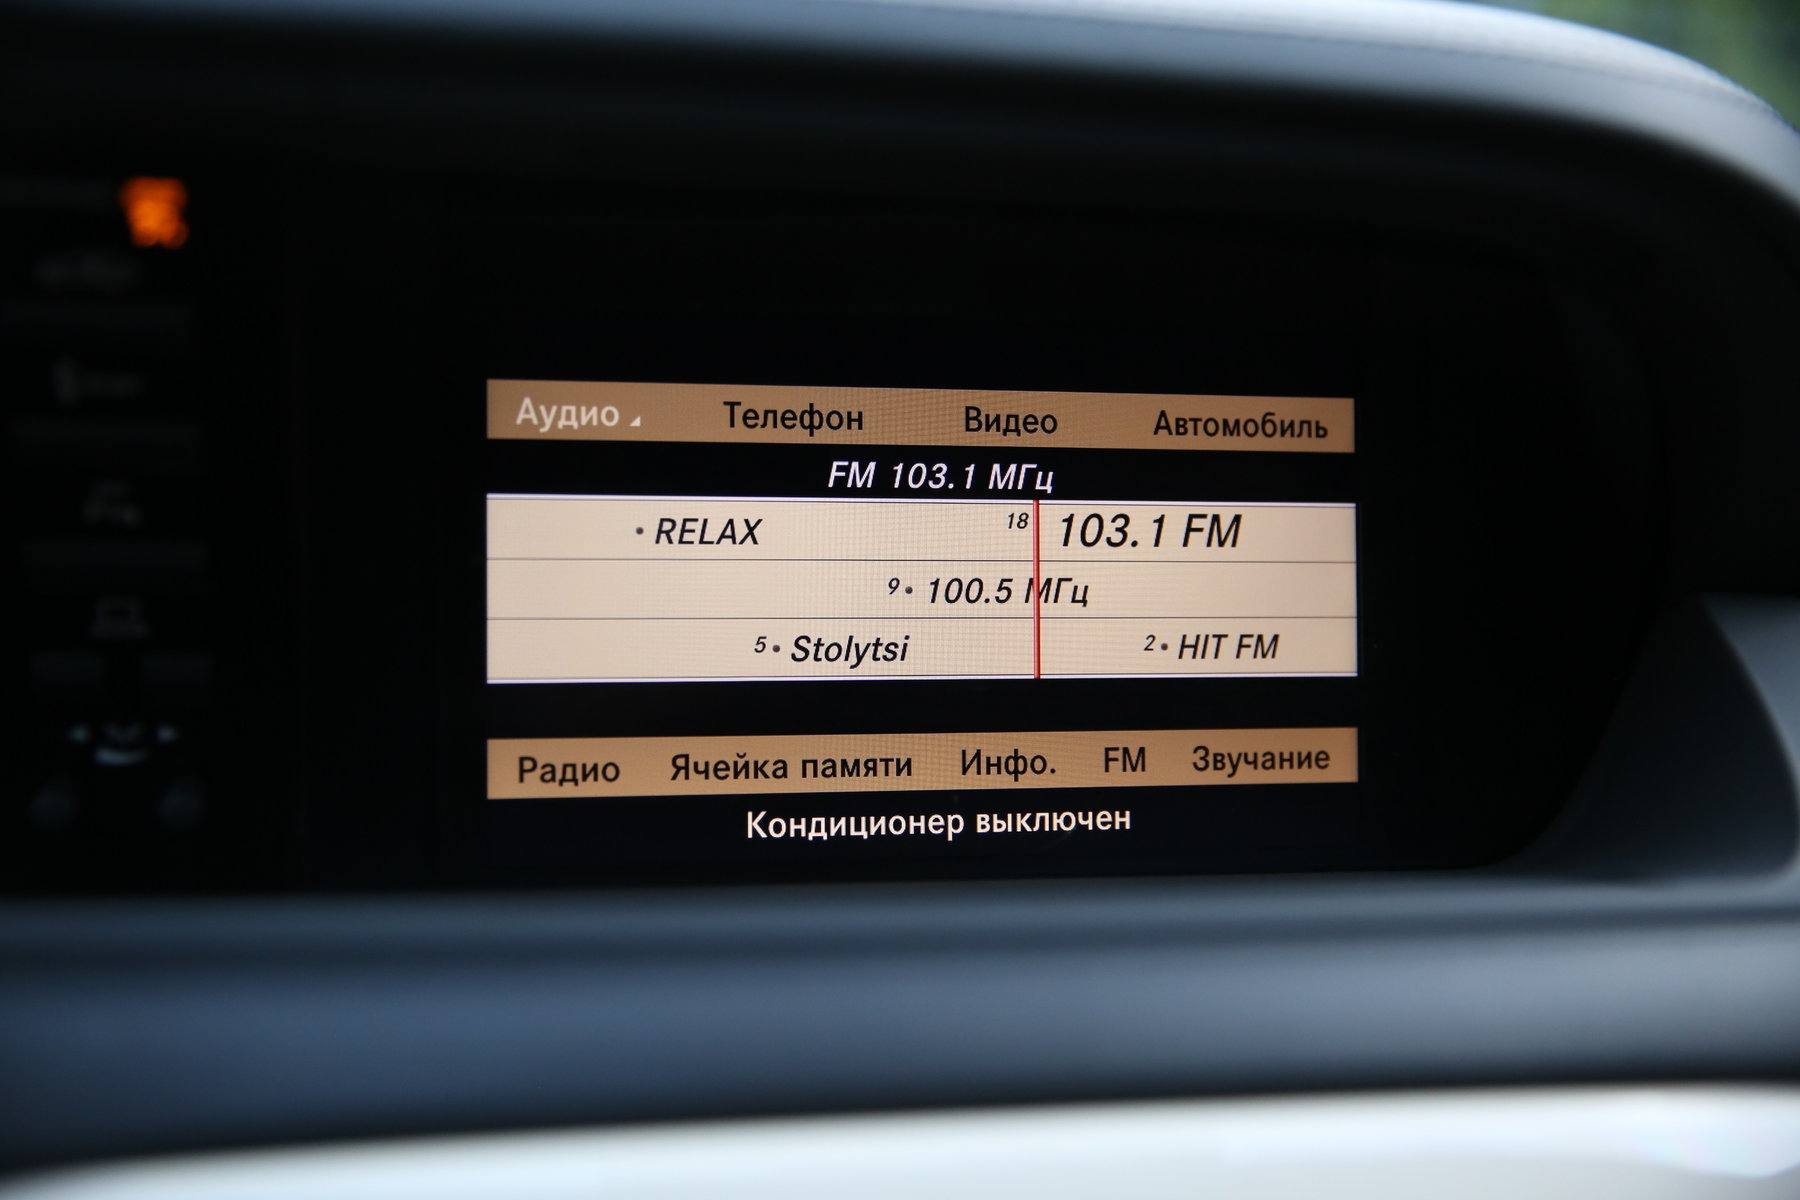 Аудио Телефон Видео Автомобиль
FM 103.1 МГц
• RELAX 18 103.1 FM
9• 100.5 МГц
5• Stolytsi 2• HIT FM
Радио Ячейка памяти Инфо. FM Звучание
Кондиционер выключен